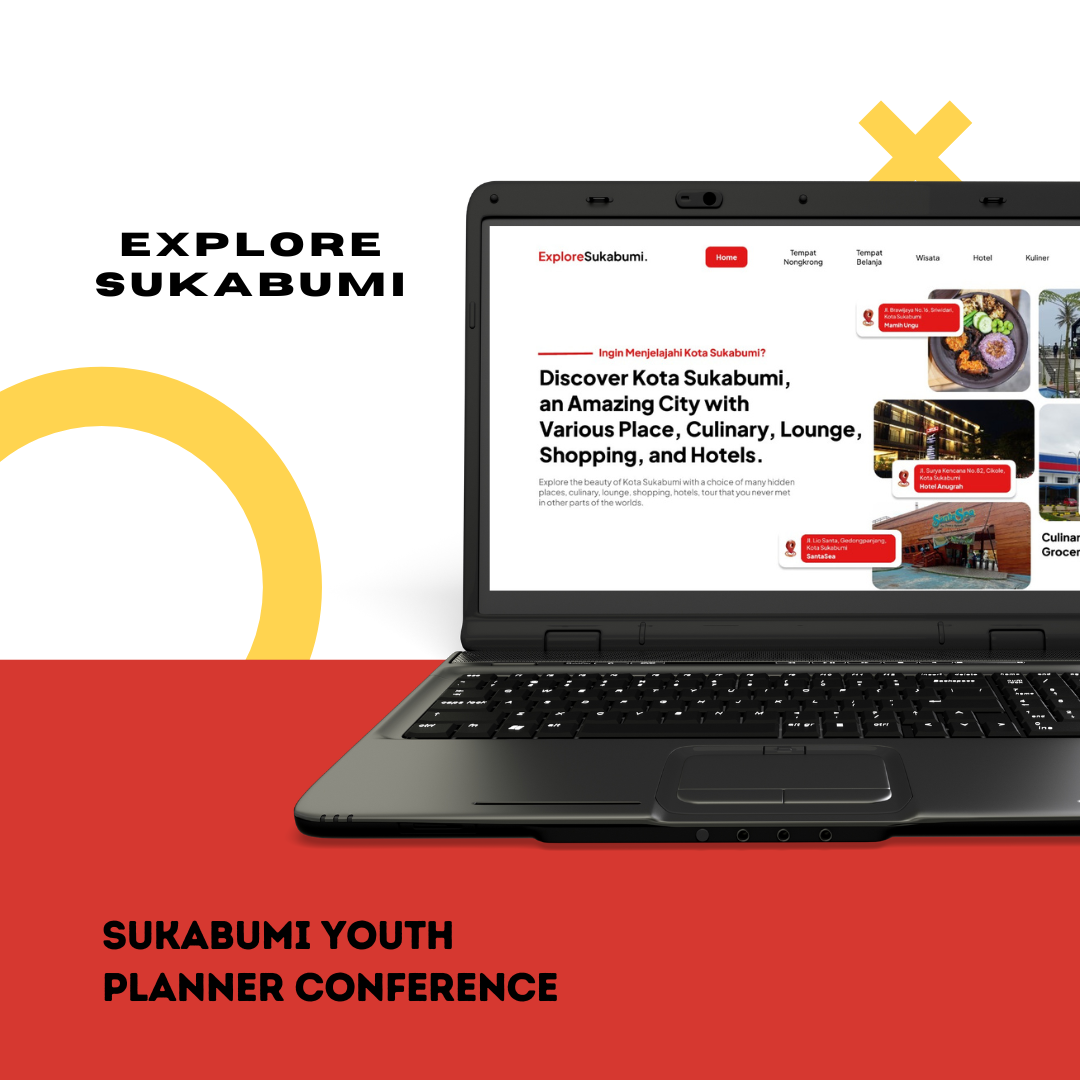 EXPLORE
SUKABUMI
ExploreSukabumi.
Home
Tempat
Nongkrong
Tempat
Belanja
Wisata
Hotel
Kuliner
Jl. Brawijaya No.16, Sriwidari,
Kota Sukabumi
Mamih Ungu
Ingin Menjelajahi Kota Sukabumi?
Discover Kota Sukabumi,
an Amazing City with
Various Place, Culinary, Lounge,
Shopping, and Hotels.
Explore the beauty of Kota Sukabumi with a choice of many hidden
places, culinary, lounge, shopping, hotels, tour that you never met
in other parts of the worlds.
Jl. Surya Kencana No.82, Cikole,
Kota Sukabumi
Hotel Anugrah
SantaSea
Jl. Lio Santa, Gedongpanjang,
Kota Sukabumi
SantaSea
Culinar
Grocer
SUKABUMI YOUTH
PLANNER CONFERENCE